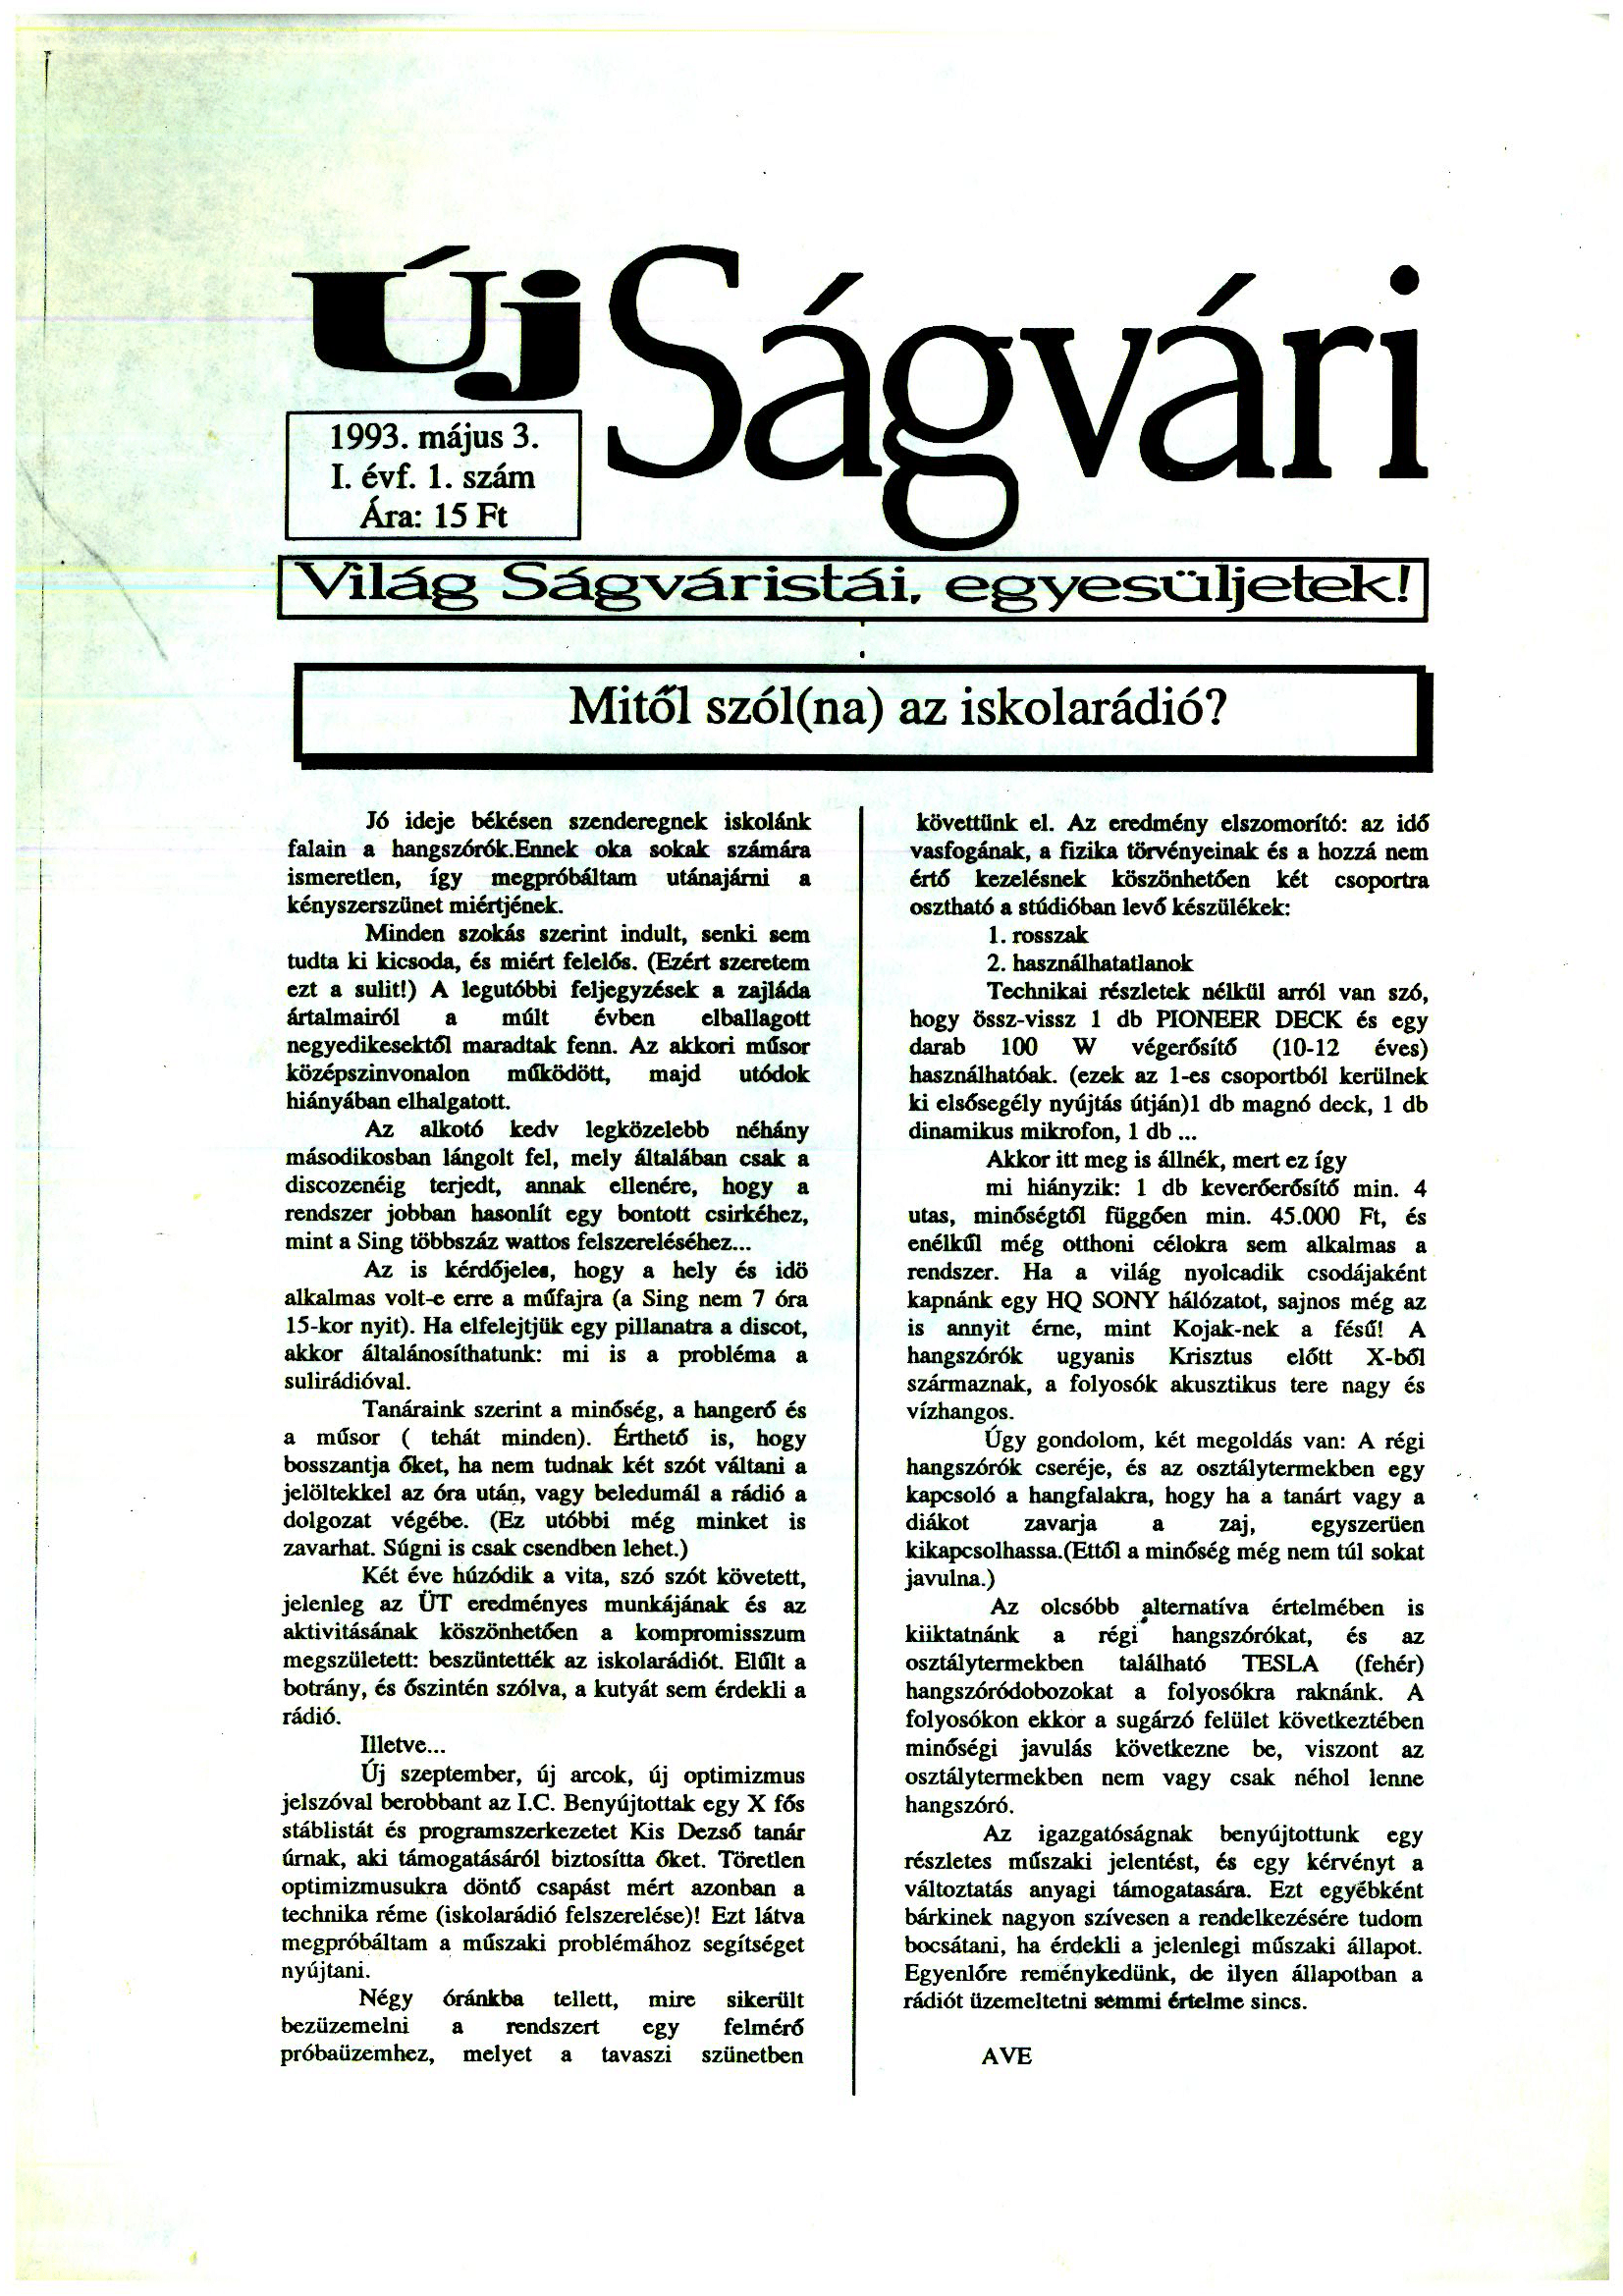 Új Ságvári
1993. május 3.
I. évf. 1. szám
Ára: 15 Ft
Világ Ságváristái, egyesüljetek!
Mitől szól(na) az iskolarádió?
Jó ideje békésen szenderegnek iskolánk
falain a hangszórók.Ennek oka sokak számára
ismeretlen, így megpróbáltam utánajárni a
kényszerszünet miértjének.
Minden szokás szerint indult, senki sem
tudta ki kicsoda, és miért felelős. (Ezért szeretem
ezt a sulit!) A legutóbbi feljegyzések a zajláda
ártalmairól a múlt évben elballagott
negyedikesektől maradtak fenn. Az akkori műsor
középszinvonalon működött, majd utódok
hiányában elhalgatott.
Az alkotó kedv legközelebb néhány
másodikosban lángolt fel, mely általában csak a
discozenéig terjedt, annak ellenére, hogy a
rendszer jobban hasonlít egy bontott csirkéhez,
mint a Sing többszáz wattos felszereléséhez...
Az is kérdőjeles, hogy a hely és idö
alkalmas volt-e erre a műfajra (a Sing nem 7 óra
15-kor nyit). Ha elfelejtjük egy pillanatra a discot,
akkor általánosíthatunk: mi is a probléma a
sulirádióval.
Tanáraink szerint a minőség, a hangerő és
a műsor ( tehát minden). Érthető is, hogy
bosszantja őket, ha nem tudnak két szót váltani a
jelöltekkel az óra után, vagy beledumál a rádió a
dolgozat végébe. (Ez utóbbi még minket is
zavarhat. Súgni is csak csendben lehet.)
Két éve húzódik a vita, szó szót követett,
jelenleg az ÜT eredményes munkájának és az
aktivitásának köszönhetően a kompromisszum
megszületett: beszüntették az iskolarádiót. Elűlt a
botrány, és őszintén szólva, a kutyát sem érdekli a
rádió.
Illetve...
Új szeptember, új arcok, új optimizmus
jelszóval berobbant az I.C. Benyújtottak egy X fős
stáblistát és programszerkezetet Kis Dezső tanár
úrnak, aki támogatásáról biztosítta őket. Töretlen
optimizmusukra döntő csapást mért azonban a
technika réme (iskolarádió felszerelése)! Ezt látva
megpróbáltam a műszaki problémához segítséget
nyújtani.
Négy óránkba tellett, mire sikerült
bezüzemelni a rendszert egy felmérő
próbaüzemhez, melyet a tavaszi szünetben
követtünk el. Az eredmény elszomorító: az idő
vasfogának, a fizika törvényeinak és a hozzá nem
értő kezelésnek köszönhetően két csoportra
osztható a stúdióban levő készülékek:
1. rosszak
2. használhatatlanok
Technikai részletek nélkül arról van szó,
hogy össz-vissz 1 db PIONEER DECK és egy
darab 100 W végerősítő (10-12 éves)
használhatóak. (ezek az 1-es csoportból kerülnek
ki elsősegély nyújtás útján)1 db magnó deck, 1 db
dinamikus mikrofon, 1 db ...
Akkor itt meg is állnék, mert ez így
mi hiányzik: 1 db keverőerősítő min. 4
utas, minőségtől függően min. 45.000 Ft, és
enélkűl még otthoni célokra sem alkalmas a
rendszer. Ha a világ nyolcadik csodájaként
kapnánk egy HQ SONY hálózatot, sajnos még az
is annyit érne, mint Kojak-nek a fésű! A
hangszórók ugyanis Krisztus előtt X-ből
származnak, a folyosók akusztikus tere nagy és
vízhangos.
Úgy gondolom, két megoldás van: A régi
hangszórók cseréje, és az osztálytermekben egy
kapcsoló a hangfalakra, hogy ha a tanárt vagy a
diákot zavarja a zaj, egyszerüen
kikapcsolhassa.(Ettől a minőség még nem túl sokat
javulna.)
Az olcsóbb alternatíva értelmében is
kiiktatnánk a régi hangszórókat, és az
osztálytermekben található TESLA (fehér)
hangszóródobozokat a folyosókra raknánk. A
folyosókon ekkor a sugárzó felület következtében
minőségi javulás következne be, viszont az
osztálytermekben nem vagy csak néhol lenne
hangszóró.
Az igazgatóságnak benyújtottunk egy
részletes műszaki jelentést, és egy kérvényt a
változtatás anyagi támogatasára. Ezt egyébként
bárkinek nagyon szívesen a rendelkezésére tudom
bocsátani, ha érdekli a jelenlegi műszaki állapot.
Egyenlőre reménykedünk, de ilyen állapotban a
rádiót üzemeltetni semmi értelme sincs.
AVE